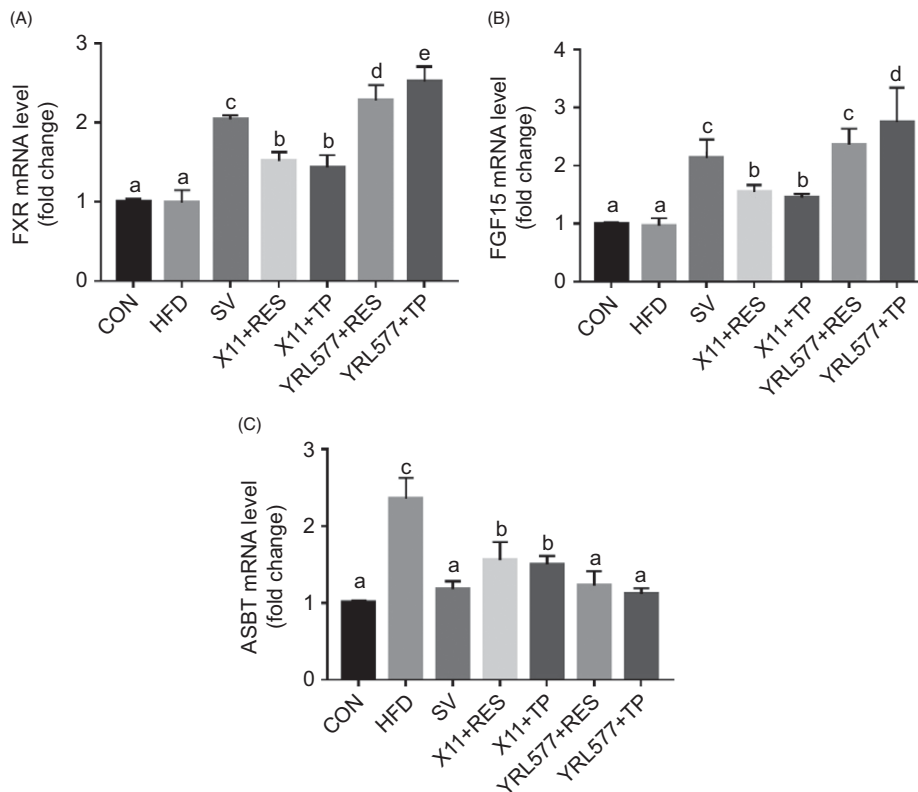 (A)
FXR mRNA level
(fold change)
3
2
1
0
a
a
c
b
b
d
e
CON
HFD
SV
X11+RES
X11+TP
YRL577+RES
YRL577+TP
(B)
FGF15 mRNA level
(fold change)
4
3
2
1
0
a
a
c
b
b
c
d
CON
HFD
SV
X11+RES
X11+TP
YRL577+RES
YRL577+TP
(C)
ASBT mRNA level
(fold change)
3
2
1
0
a
c
a
b
b
a
a
CON
HFD
SV
X11+RES
X11+TP
YRL577+RES
YRL577+TP